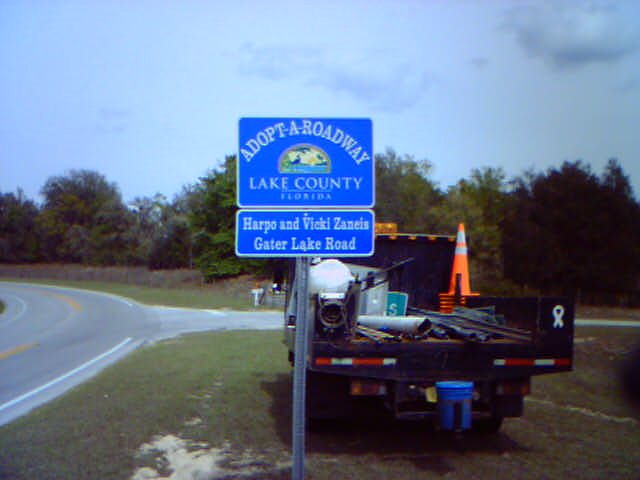 ADOPT-A-ROADWAY
LAKE COUNTY
FLORIDA
Harpo and Vicki Zaneis
Gater Lake Road
S